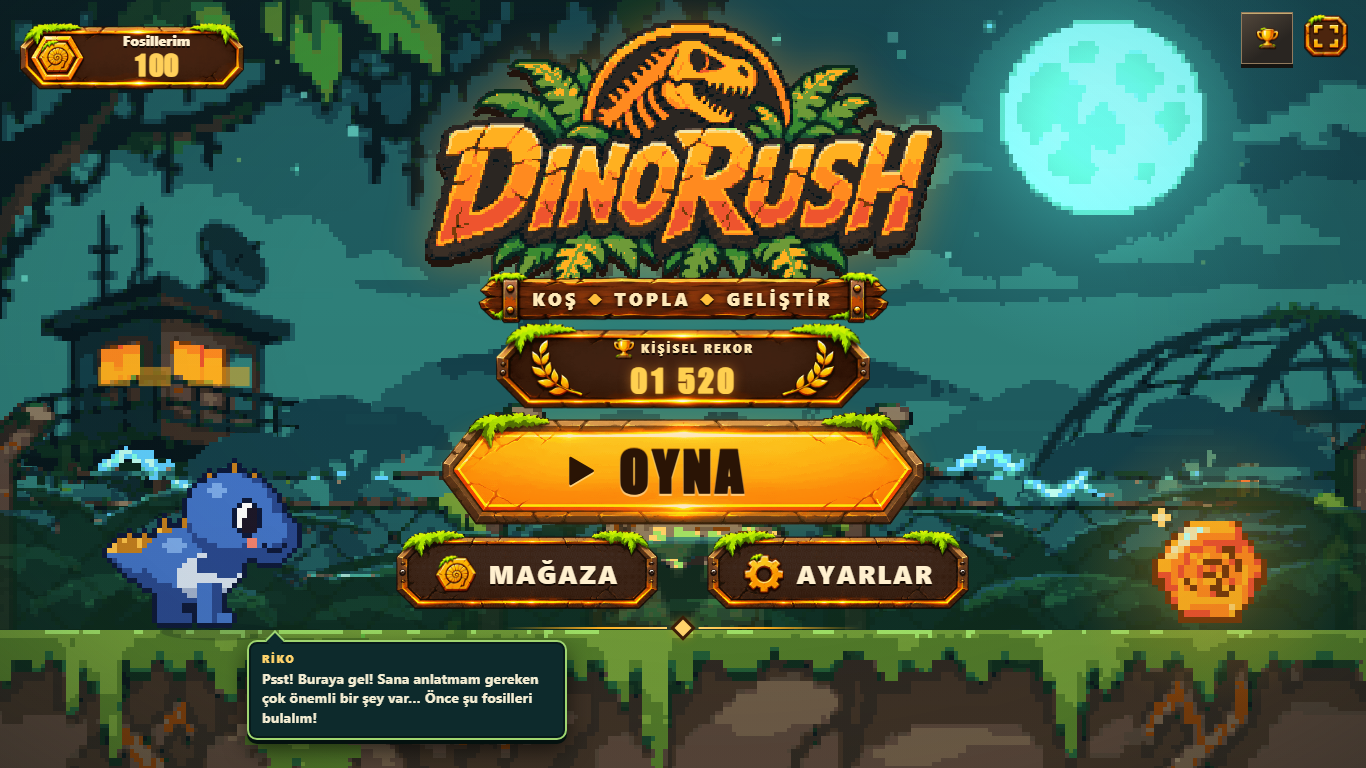 Fosillerim
100
DINORUSH
KOŞ ◆ TOPLA ◆ GELİŞTİR
KİŞİSEL REKOR
01 520
OYNA
MAĞAZA
AYARLAR
RİKO
Psst! Buraya gel! Sana anlatmam gereken
çok önemli bir şey var... Önce şu fosilleri
bulalım!